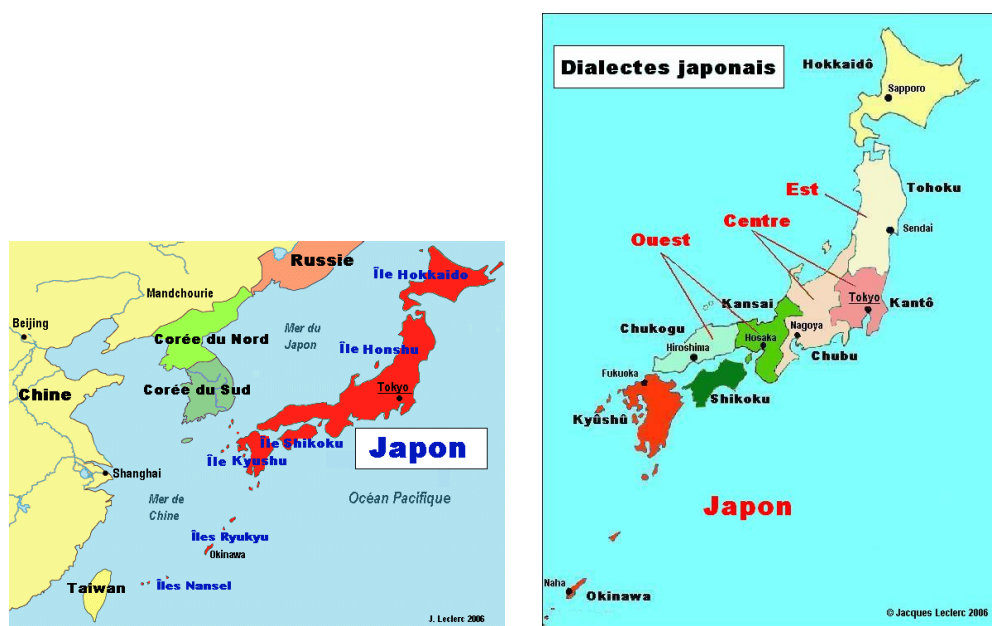 Russie
Île Hokkaido
Mandchourie
Beijing
Mer du
Japon
Corée du Nord
Île Honshu
Corée du Sud
Chine
Tokyo
Île Shikoku
Japon
Île Kyushu
Shanghai
Mer de
Chine
Océan Pacifique
Îles Ryukyu
Okinawa
Îles Nansel
Taiwan
J. Leclerc 2006
Dialectes japonais
Hokkaidô
Sapporo
Est
Tohoku
Centre
Sendai
Ouest
Kansai
Tokyo
Kantô
Chukogu
Nagoya
Hosaka
Hiroshima
Chubu
Fukuoka
Shikoku
Kyûshû
Japon
Naha
Okinawa
© Jacques Leclerc 2006